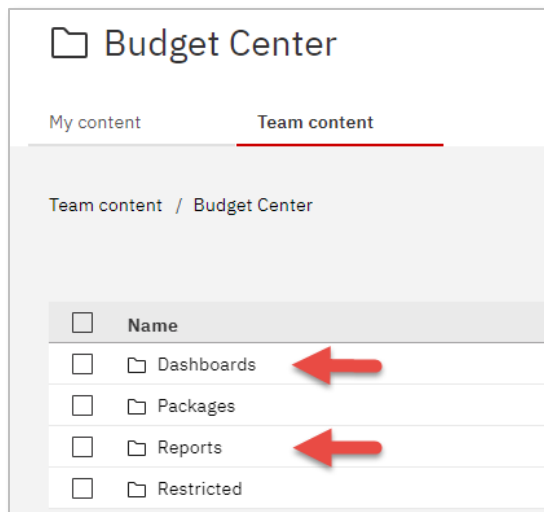 Budget Center
My content Team content
Team content / Budget Center
Name
Dashboards
Packages
Reports
Restricted